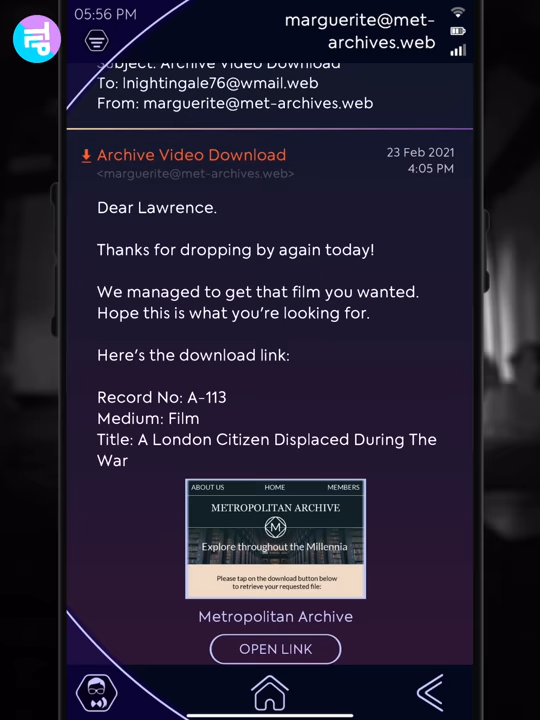 05:56 PM
marguerite@met-
archives.web
Subject: Archive Video Download
To: lnightingale76@wmail.web
From: marguerite@met-archives.web
Archive Video Download
23 Feb 2021
<marguerite@met-archives.web>
4:05 PM
Dear Lawrence.
Thanks for dropping by again today!
We managed to get that film you wanted.
Hope this is what you're looking for.
Here's the download link:
Record No: A-113
Medium: Film
Title: A London Citizen Displaced During The
War
ABOUT US HOME MEMBERS
METROPOLITAN ARCHIVE
M
Explore throughout the Millennia
Please tap on the download button below
to retrieve your requested file:
Metropolitan Archive
OPEN LINK